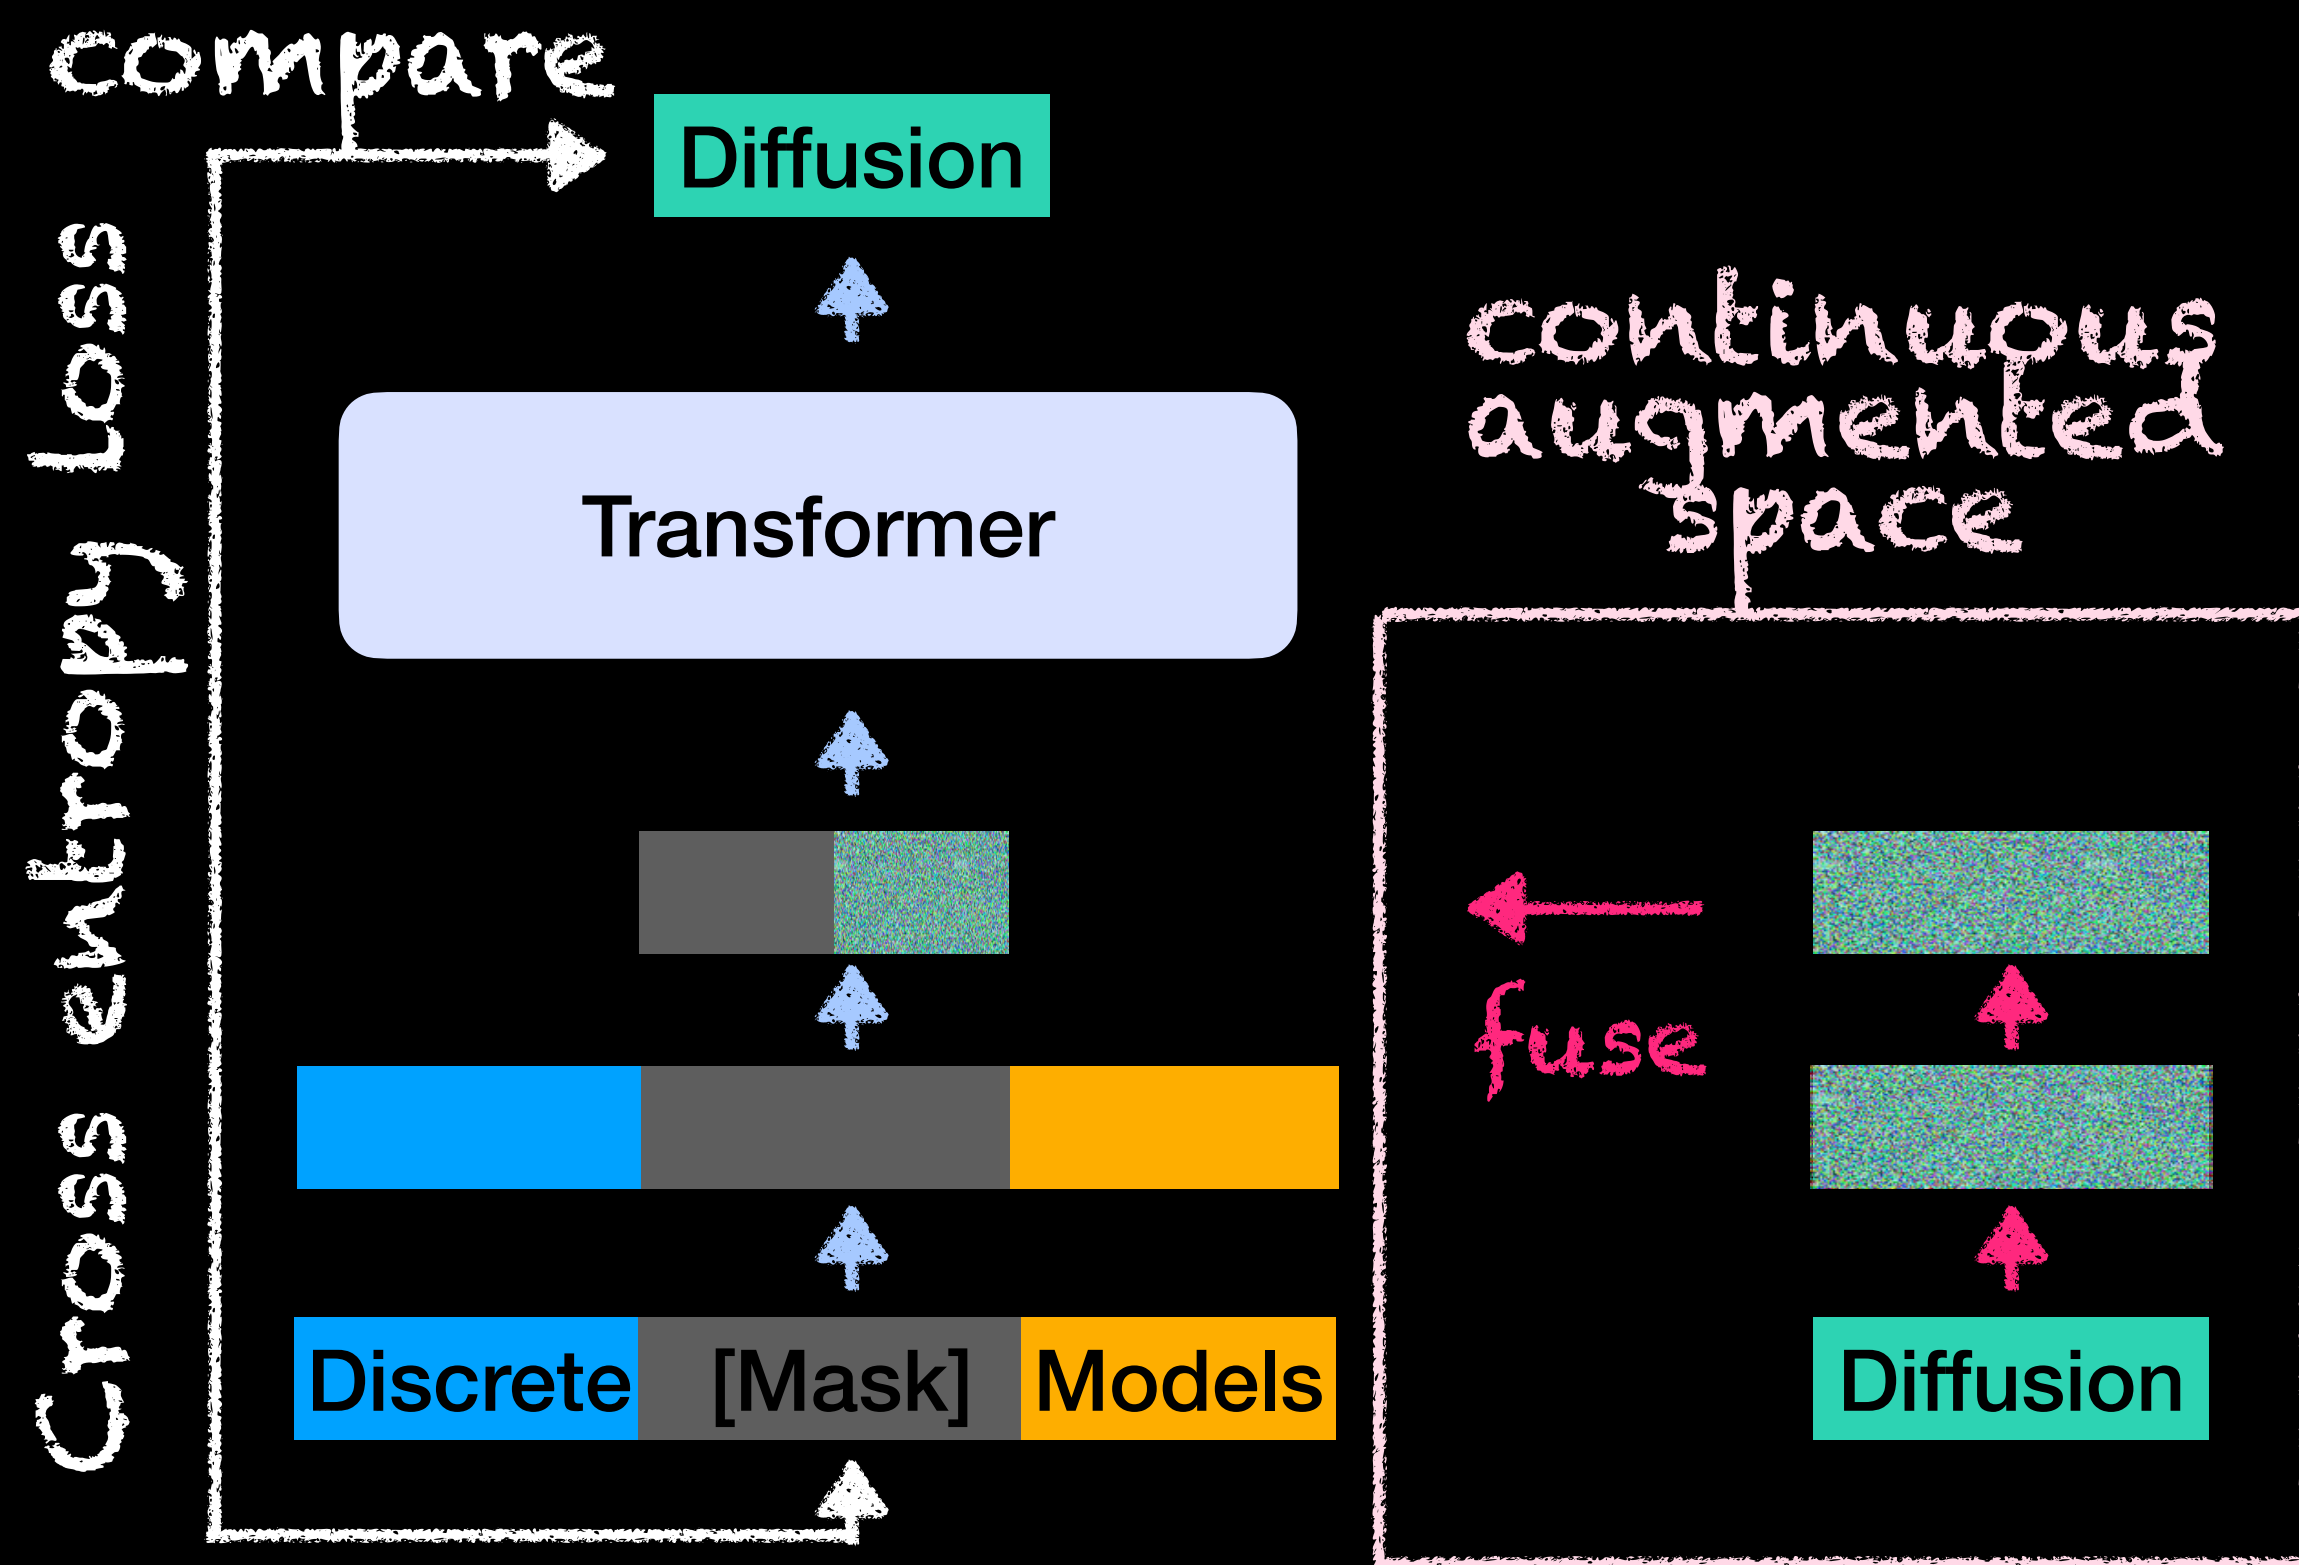 compare
Diffusion
Cross entropy Loss
Transformer
continuous
augmented
space
fuse
Discrete [Mask] Models
Diffusion